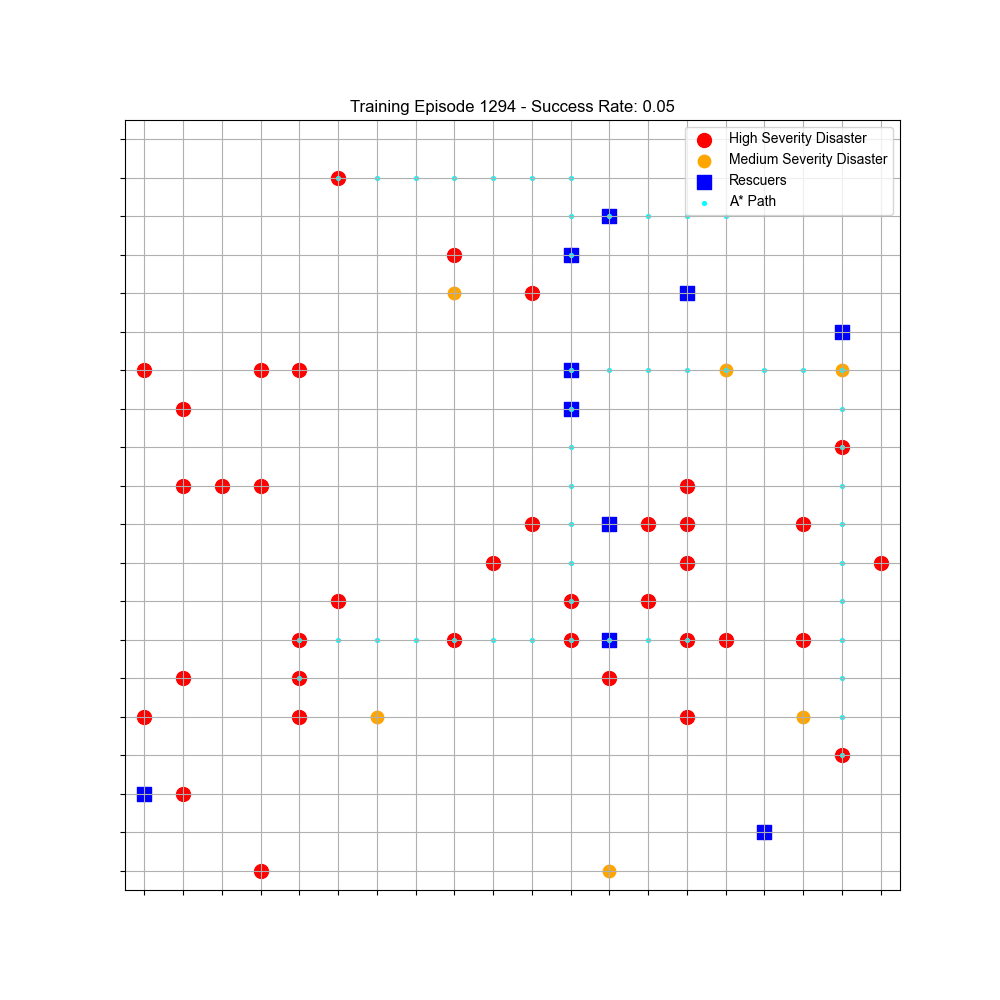 Training Episode 1294 - Success Rate: 0.05
High Severity Disaster
Medium Severity Disaster
Rescuers
A* Path